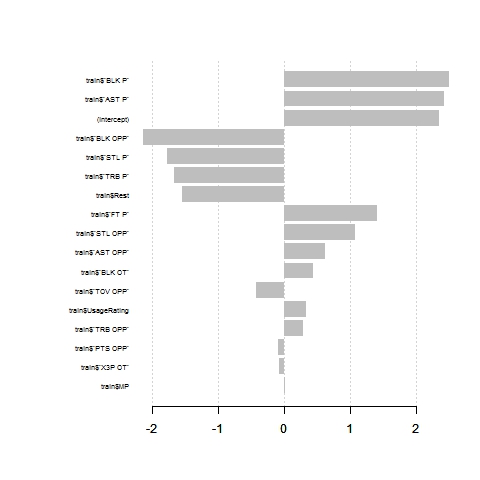 train$`BLK P`
train$`AST P`
(Intercept)
train$`BLK OPP`
train$`STL P`
train$`TRB P`
train$Rest
train$`FT P`
train$`STL OPP`
train$`AST OPP`
train$`BLK OT`
train$`TOV OPP`
train$UsageRating
train$`TRB OPP`
train$`PTS OPP`
train$`X3P OT`
train$MP
-2 -1 0 1 2